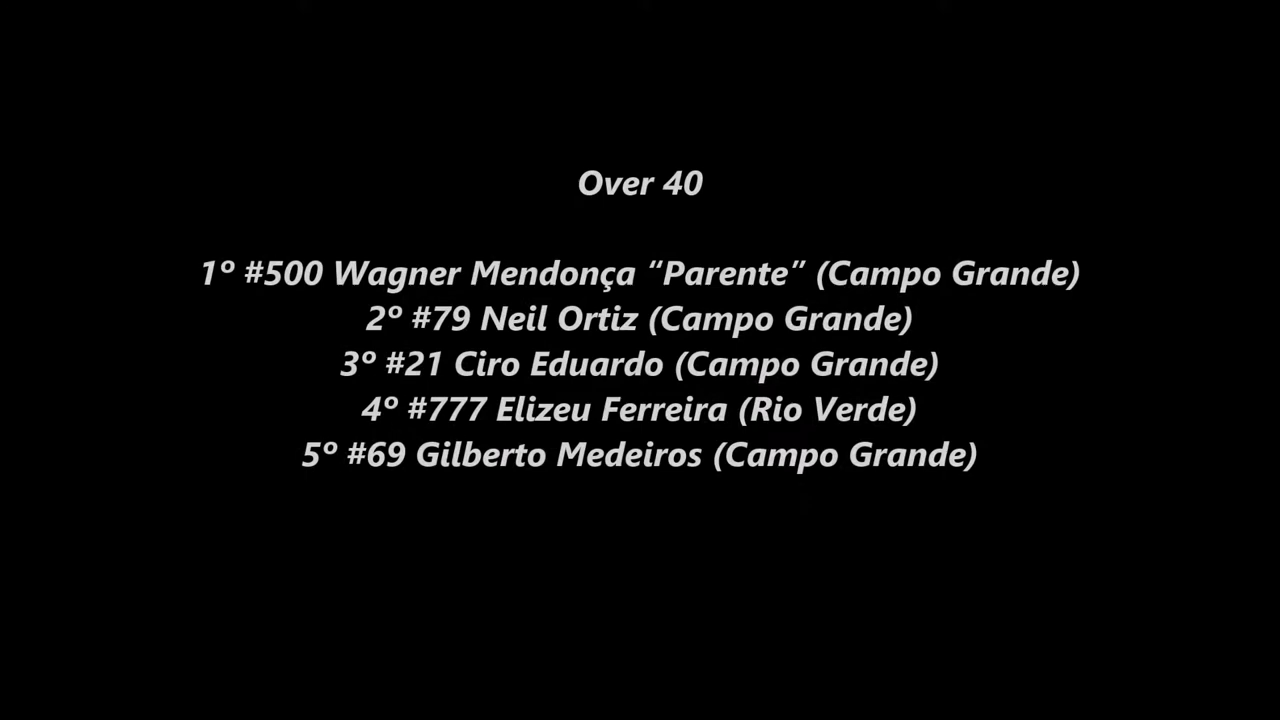 Over 40
1º #500 Wagner Mendonça “Parente” (Campo Grande)
2º #79 Neil Ortiz (Campo Grande)
3º #21 Ciro Eduardo (Campo Grande)
4º #777 Elizeu Ferreira (Rio Verde)
5º #69 Gilberto Medeiros (Campo Grande)